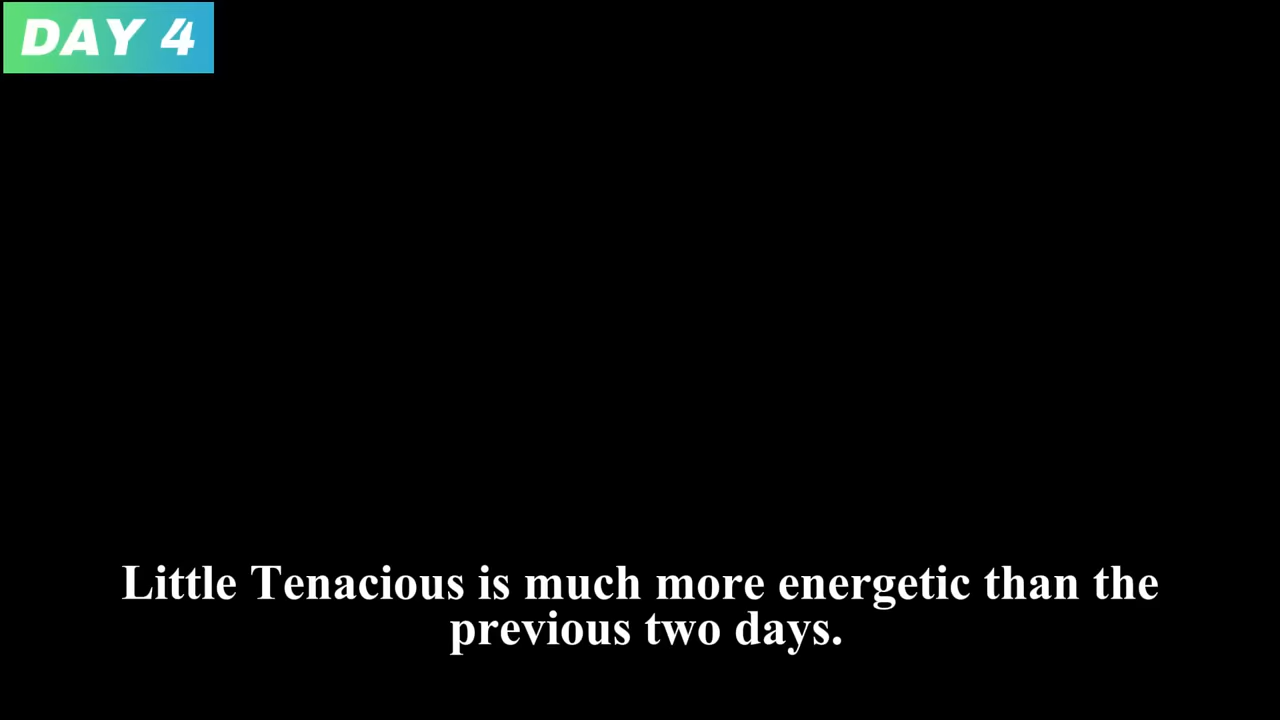 DAY 4
Little Tenacious is much more energetic than the
previous two days.